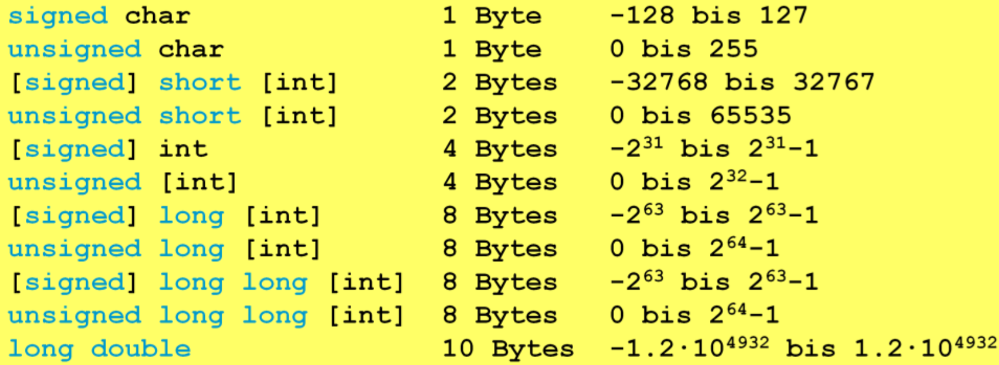 signed char 1 Byte -128 bis 127
unsigned char 1 Byte 0 bis 255
[signed] short [int] 2 Bytes -32768 bis 32767
unsigned short [int] 2 Bytes 0 bis 65535
[signed] int 4 Bytes -2³¹ bis 2³¹-1
unsigned [int] 4 Bytes 0 bis 2³²-1
[signed] long [int] 8 Bytes -2⁶³ bis 2⁶³-1
unsigned long [int] 8 Bytes 0 bis 2⁶⁴-1
[signed] long long [int] 8 Bytes -2⁶³ bis 2⁶³-1
unsigned long long [int] 8 Bytes 0 bis 2⁶⁴-1
long double 10 Bytes -1.2·10⁴⁹³² bis 1.2·10⁴⁹³²